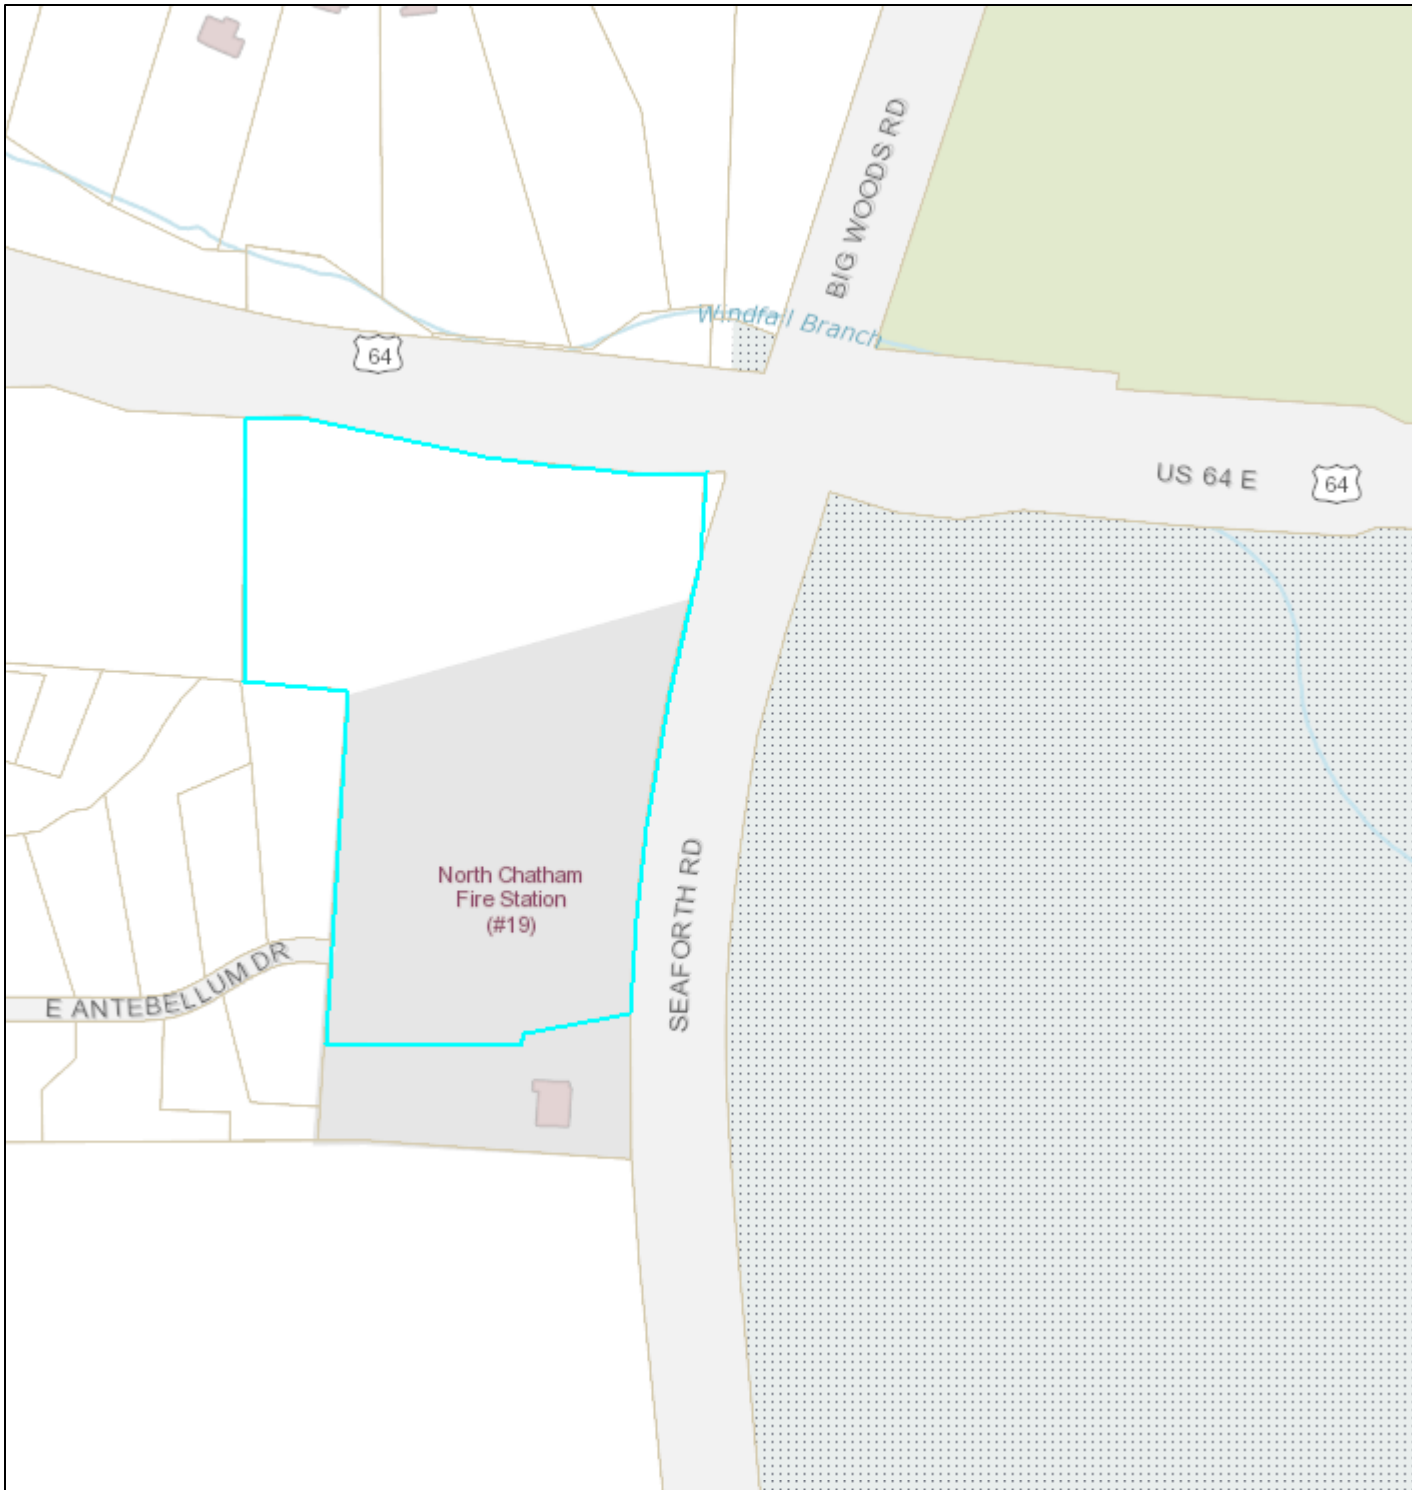 BIG WOODS RD
Windfall Branch
64
US 64 E
64
SEAFORTH RD
North Chatham
Fire Station
(#19)
E ANTEBELLUM DR